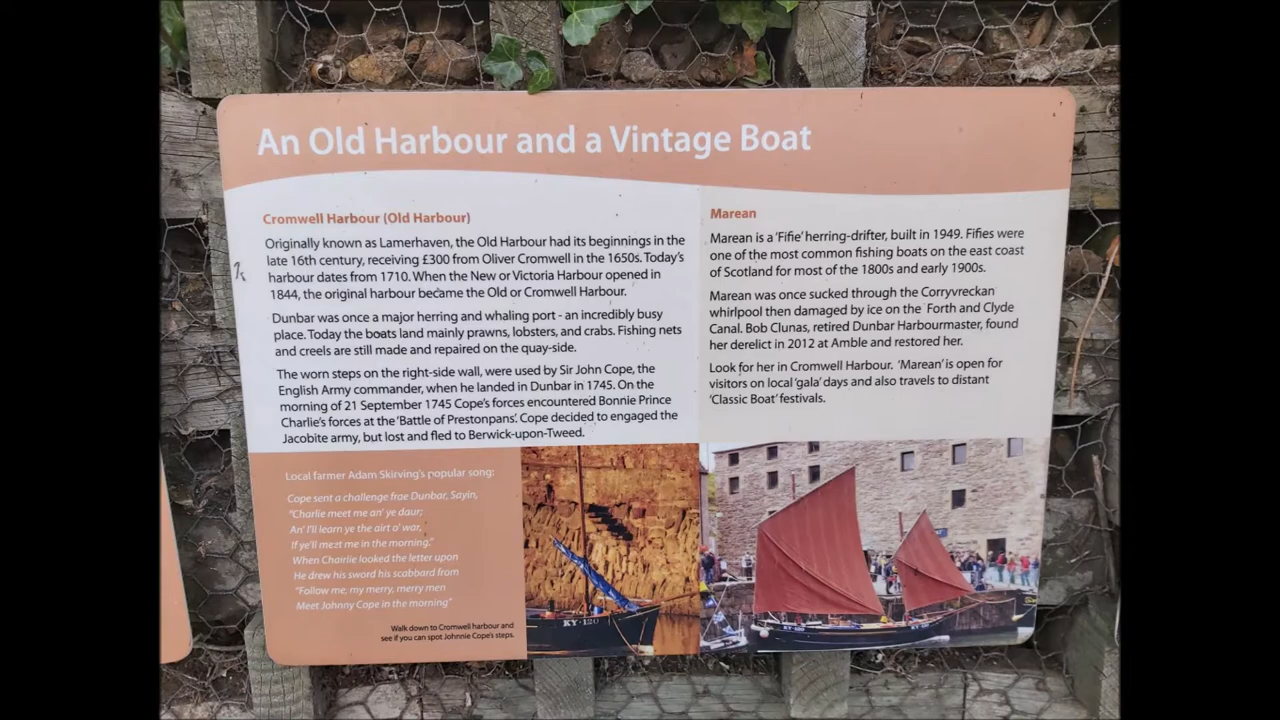 An Old Harbour and a Vintage Boat
Cromwell Harbour (Old Harbour)
Originally known as Lamerhaven, the Old Harbour had its beginnings in the
late 16th century, receiving £300 from Oliver Cromwell in the 1650s. Today's
harbour dates from 1710. When the New or Victoria Harbour opened in
1844, the original harbour became the Old or Cromwell Harbour.
Dunbar was once a major herring and whaling port - an incredibly busy
place. Today the boats land mainly prawns, lobsters, and crabs. Fishing nets
and creels are still made and repaired on the quay-side.
The worn steps on the right-side wall, were used by Sir John Cope, the
English Army commander, when he landed in Dunbar in 1745. On the
morning of 21 September 1745 Cope's forces encountered Bonnie Prince
Charlie's forces at the 'Battle of Prestonpans'. Cope decided to engaged the
Jacobite army, but lost and fled to Berwick-upon-Tweed.
Local farmer Adam Skirving's popular song:
Cope sent a challenge frae Dunbar, Sayin,
"Charlie meet me an' ye daur;
An' I'll learn ye the airt o' war,
If ye'll meet me in the morning."
When Chairlie looked the letter upon
He drew his sword his scabbard from
"Follow me, my merry, merry men
Meet Johnny Cope in the morning"
Walk down to Cromwell harbour and
see if you can spot Johnnie Cope's steps.
Marean
Marean is a 'Fifie' herring-drifter, built in 1949. Fifies were
one of the most common fishing boats on the east coast
of Scotland for most of the 1800s and early 1900s.
Marean was once sucked through the Corryvreckan
whirlpool then damaged by ice on the Forth and Clyde
Canal. Bob Clunas, retired Dunbar Harbourmaster, found
her derelict in 2012 at Amble and restored her.
Look for her in Cromwell Harbour. 'Marean' is open for
visitors on local 'gala' days and also travels to distant
'Classic Boat' festivals.
KY·120
KY·120